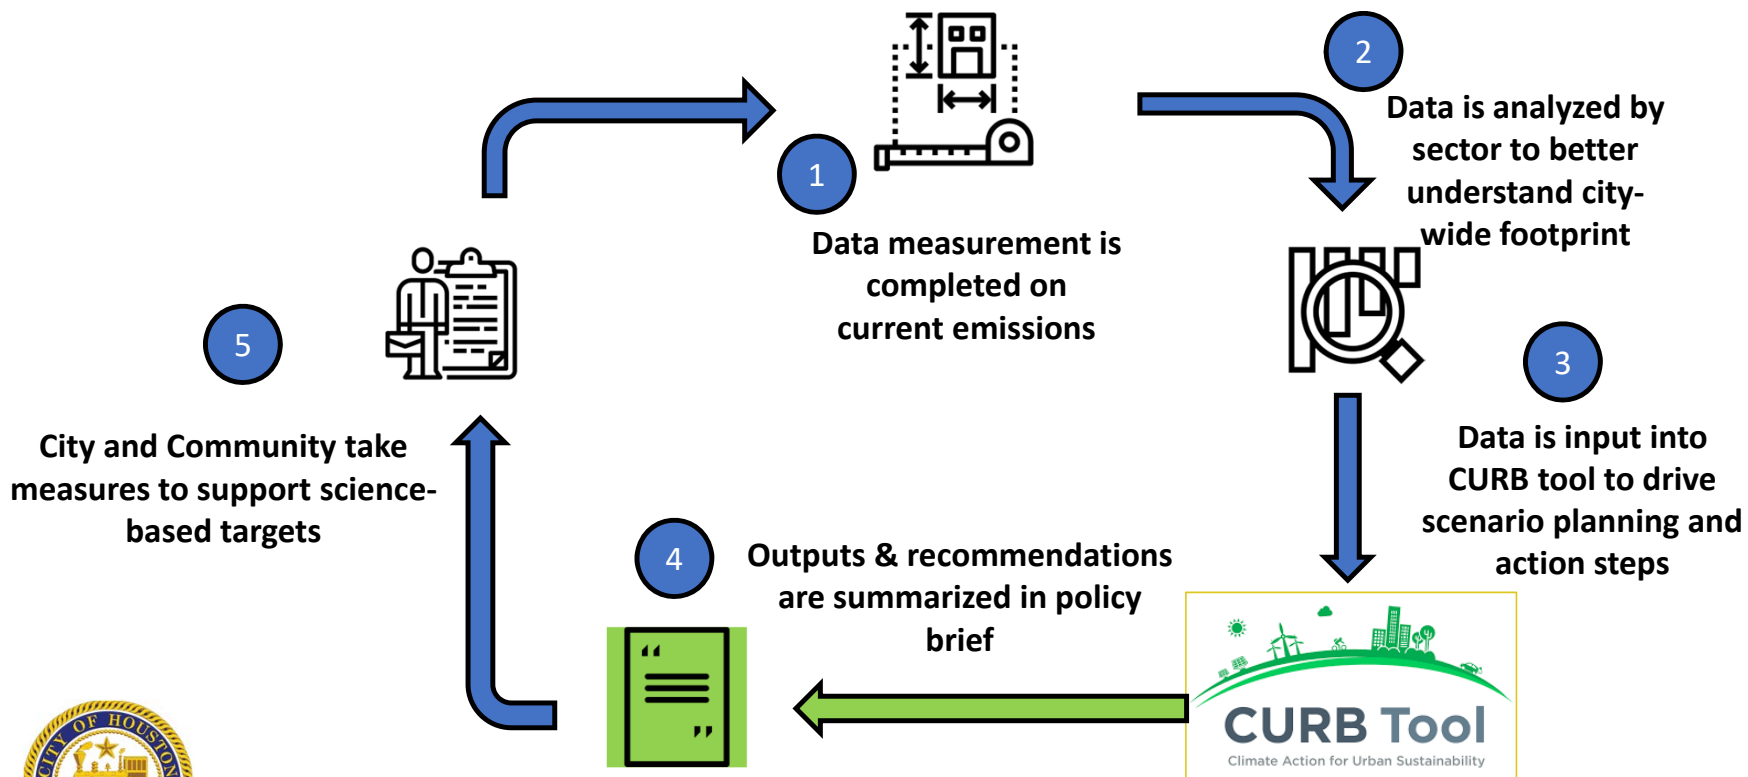 1
Data measurement is
completed on
current emissions
2
Data is analyzed by
sector to better
understand city-
wide footprint
3
Data is input into
CURB tool to drive
scenario planning and
action steps
CURB Tool
Climate Action for Urban Sustainability
4
Outputs & recommendations
are summarized in policy
brief
5
City and Community take
measures to support science-
based targets
CITY OF HOUSTON